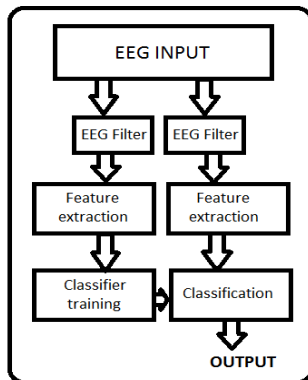 EEG INPUT
EEG Filter
EEG Filter
Feature
extraction
Feature
extraction
Classifier
training
Classification
OUTPUT